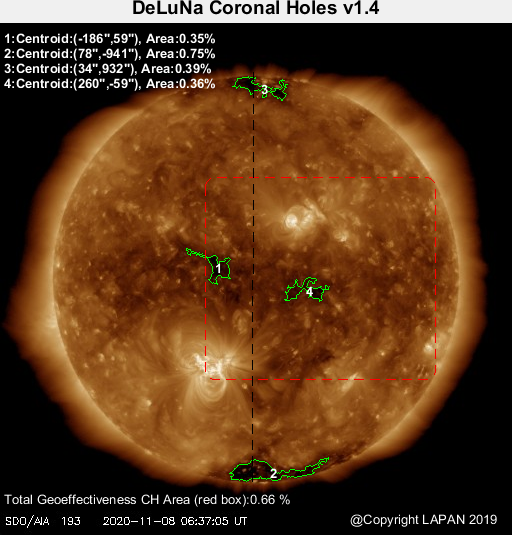 DeLuNa Coronal Holes v1.4
1:Centroid:(-186",59"), Area:0.35%
2:Centroid:(78",-941"), Area:0.75%
3:Centroid:(34",932"), Area:0.39%
4:Centroid:(260",-59"), Area:0.36%
3
1
4
2
Total Geoeffectiveness CH Area (red box):0.66 %
SDO/AIA 193 2020-11-08 06:37:05 UT
@Copyright LAPAN 2019